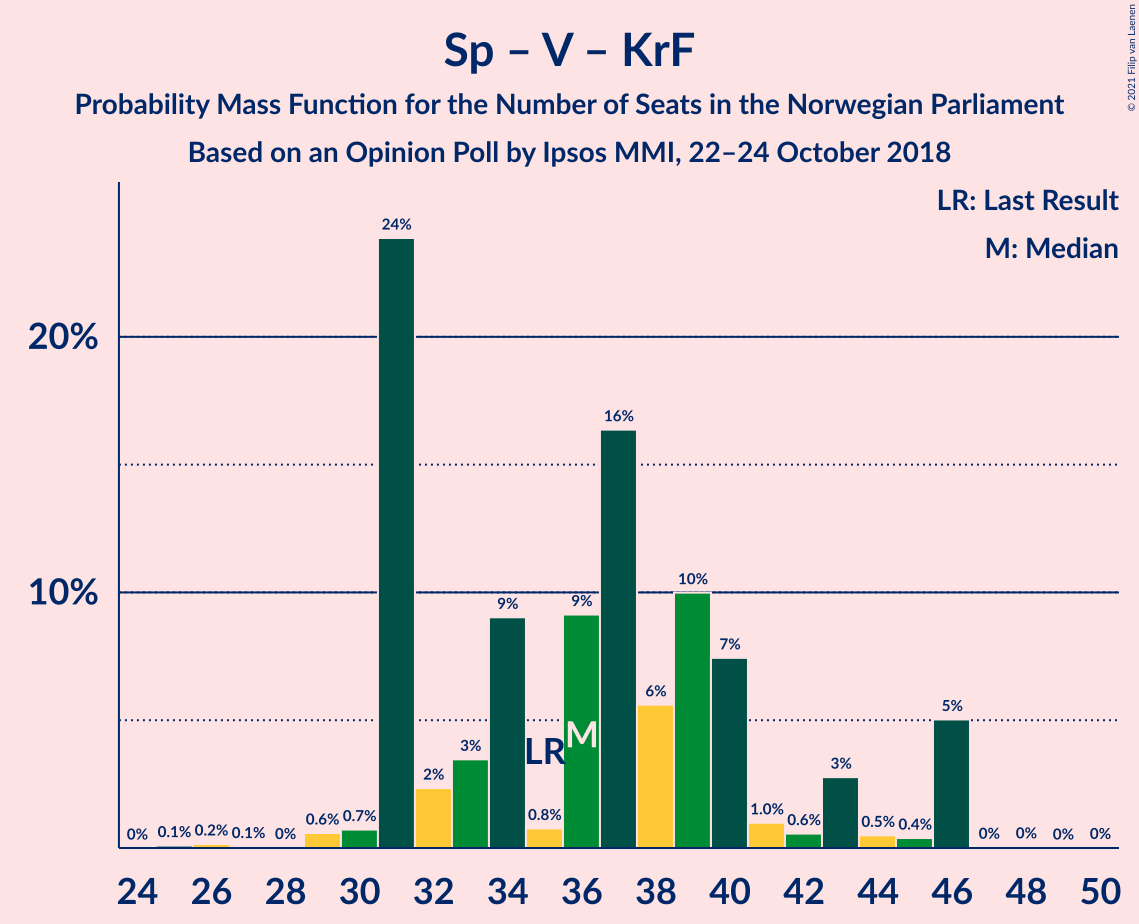 Sp – V – KrF
Probability Mass Function for the Number of Seats in the Norwegian Parliament
Based on an Opinion Poll by Ipsos MMI, 22–24 October 2018
© 2021 Filip van Laenen
LR: Last Result
M: Median
20%
10%
0% 0.1% 0.2% 0.1% 0% 0.6% 0.7% 24% 2% 3% 9% 0.8% 9% 16% 6% 10% 7% 1.0% 0.6% 3% 0.5% 0.4% 5% 0% 0% 0% 0%
LR M
24 26 28 30 32 34 36 38 40 42 44 46 48 50